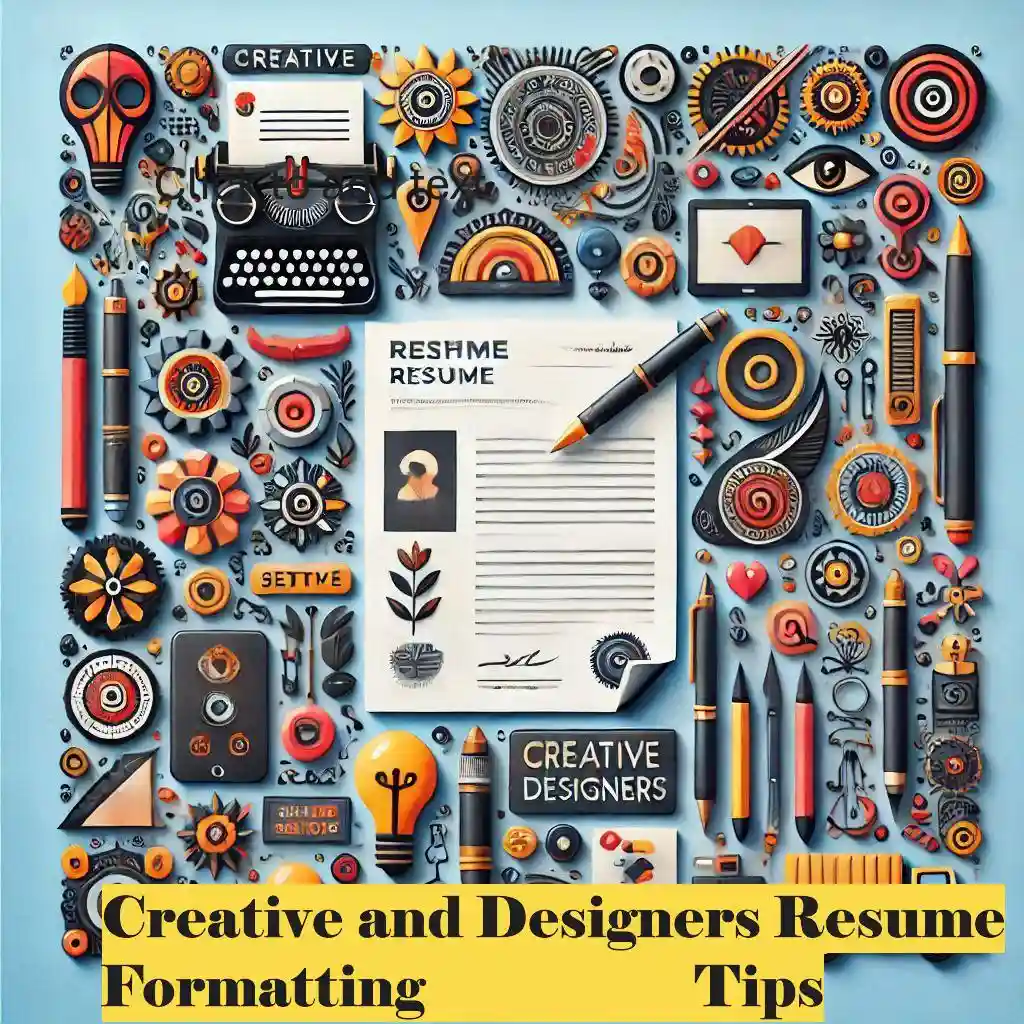 CREATIVE
RESHME
RESUME
SETTME
CREATIVE
DESIGNERS
Creative and Designers Resume
Formatting Tips